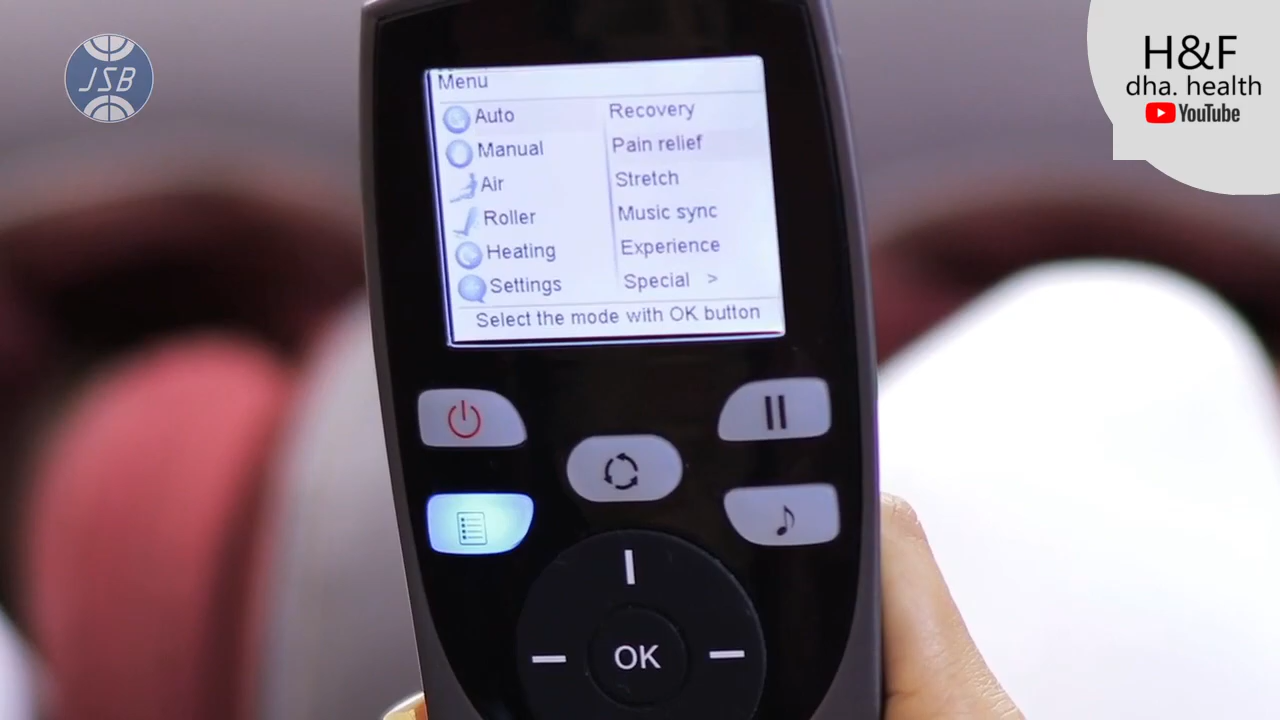 JSB
H&F
dha. health
YouTube
Menu
Auto
Manual
Air
Roller
Heating
Settings
Recovery
Pain relief
Stretch
Music sync
Experience
Special >
Select the mode with OK button
OK